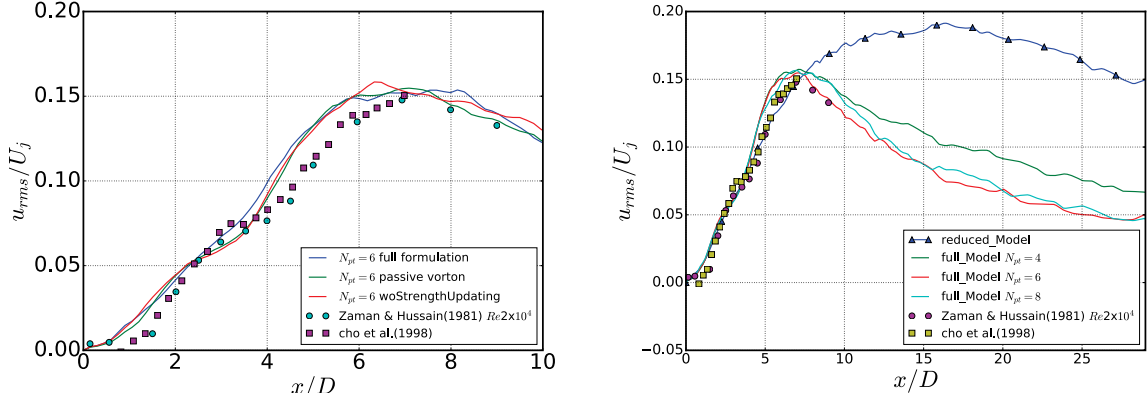 0.15
0.10
0.05
0.00
u_rms/U_j
N_pt = 6 full formulation
N_pt = 6 passive vorton
N_pt = 6 woStrengthUpdating
Zaman & Hussain(1981) Re2x10^4
cho et al.(1998)
0 2 4 6 8 10
x/D
0.20
0.15
0.10
0.05
0.00
−0.05
u_rms/U_j
reduced_Model
full_Model N_pt = 4
full_Model N_pt = 6
full_Model N_pt = 8
Zaman & Hussain(1981) Re2x10^4
cho et al.(1998)
0 5 10 15 20 25
x/D